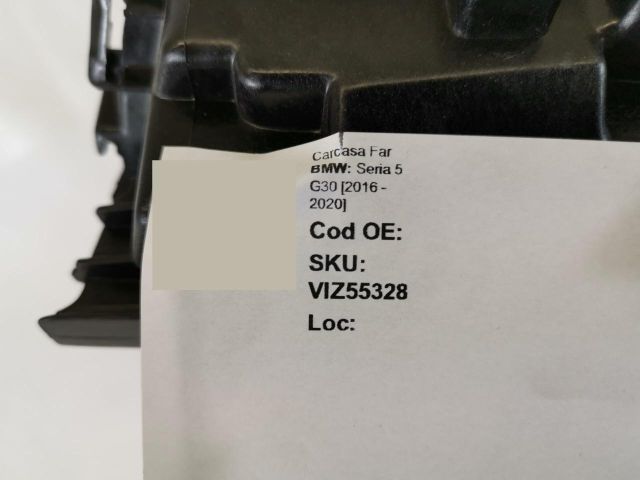 Carcasa Far
BMW: Seria 5
G30 [2016 -
2020]
Cod OE:
SKU:
VIZ55328
Loc: